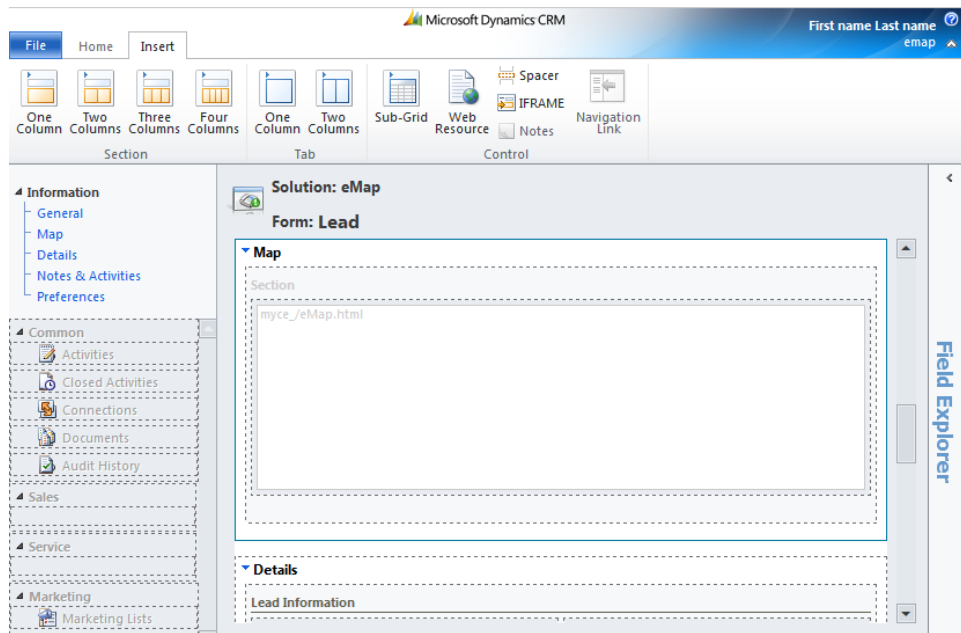 Microsoft Dynamics CRM
First name Last name
emap
File Home Insert
One Column
Two Columns
Three Columns
Four Columns
Section
One Column
Two Columns
Tab
Sub-Grid
Web Resource
Spacer
IFRAME
Notes
Navigation Link
Control
Information
General
Map
Details
Notes & Activities
Preferences
Common
Activities
Closed Activities
Connections
Documents
Audit History
Sales
Service
Marketing
Marketing Lists
Solution: eMap
Form: Lead
Map
Section
myce_/eMap.html
Details
Lead Information
Field Explorer